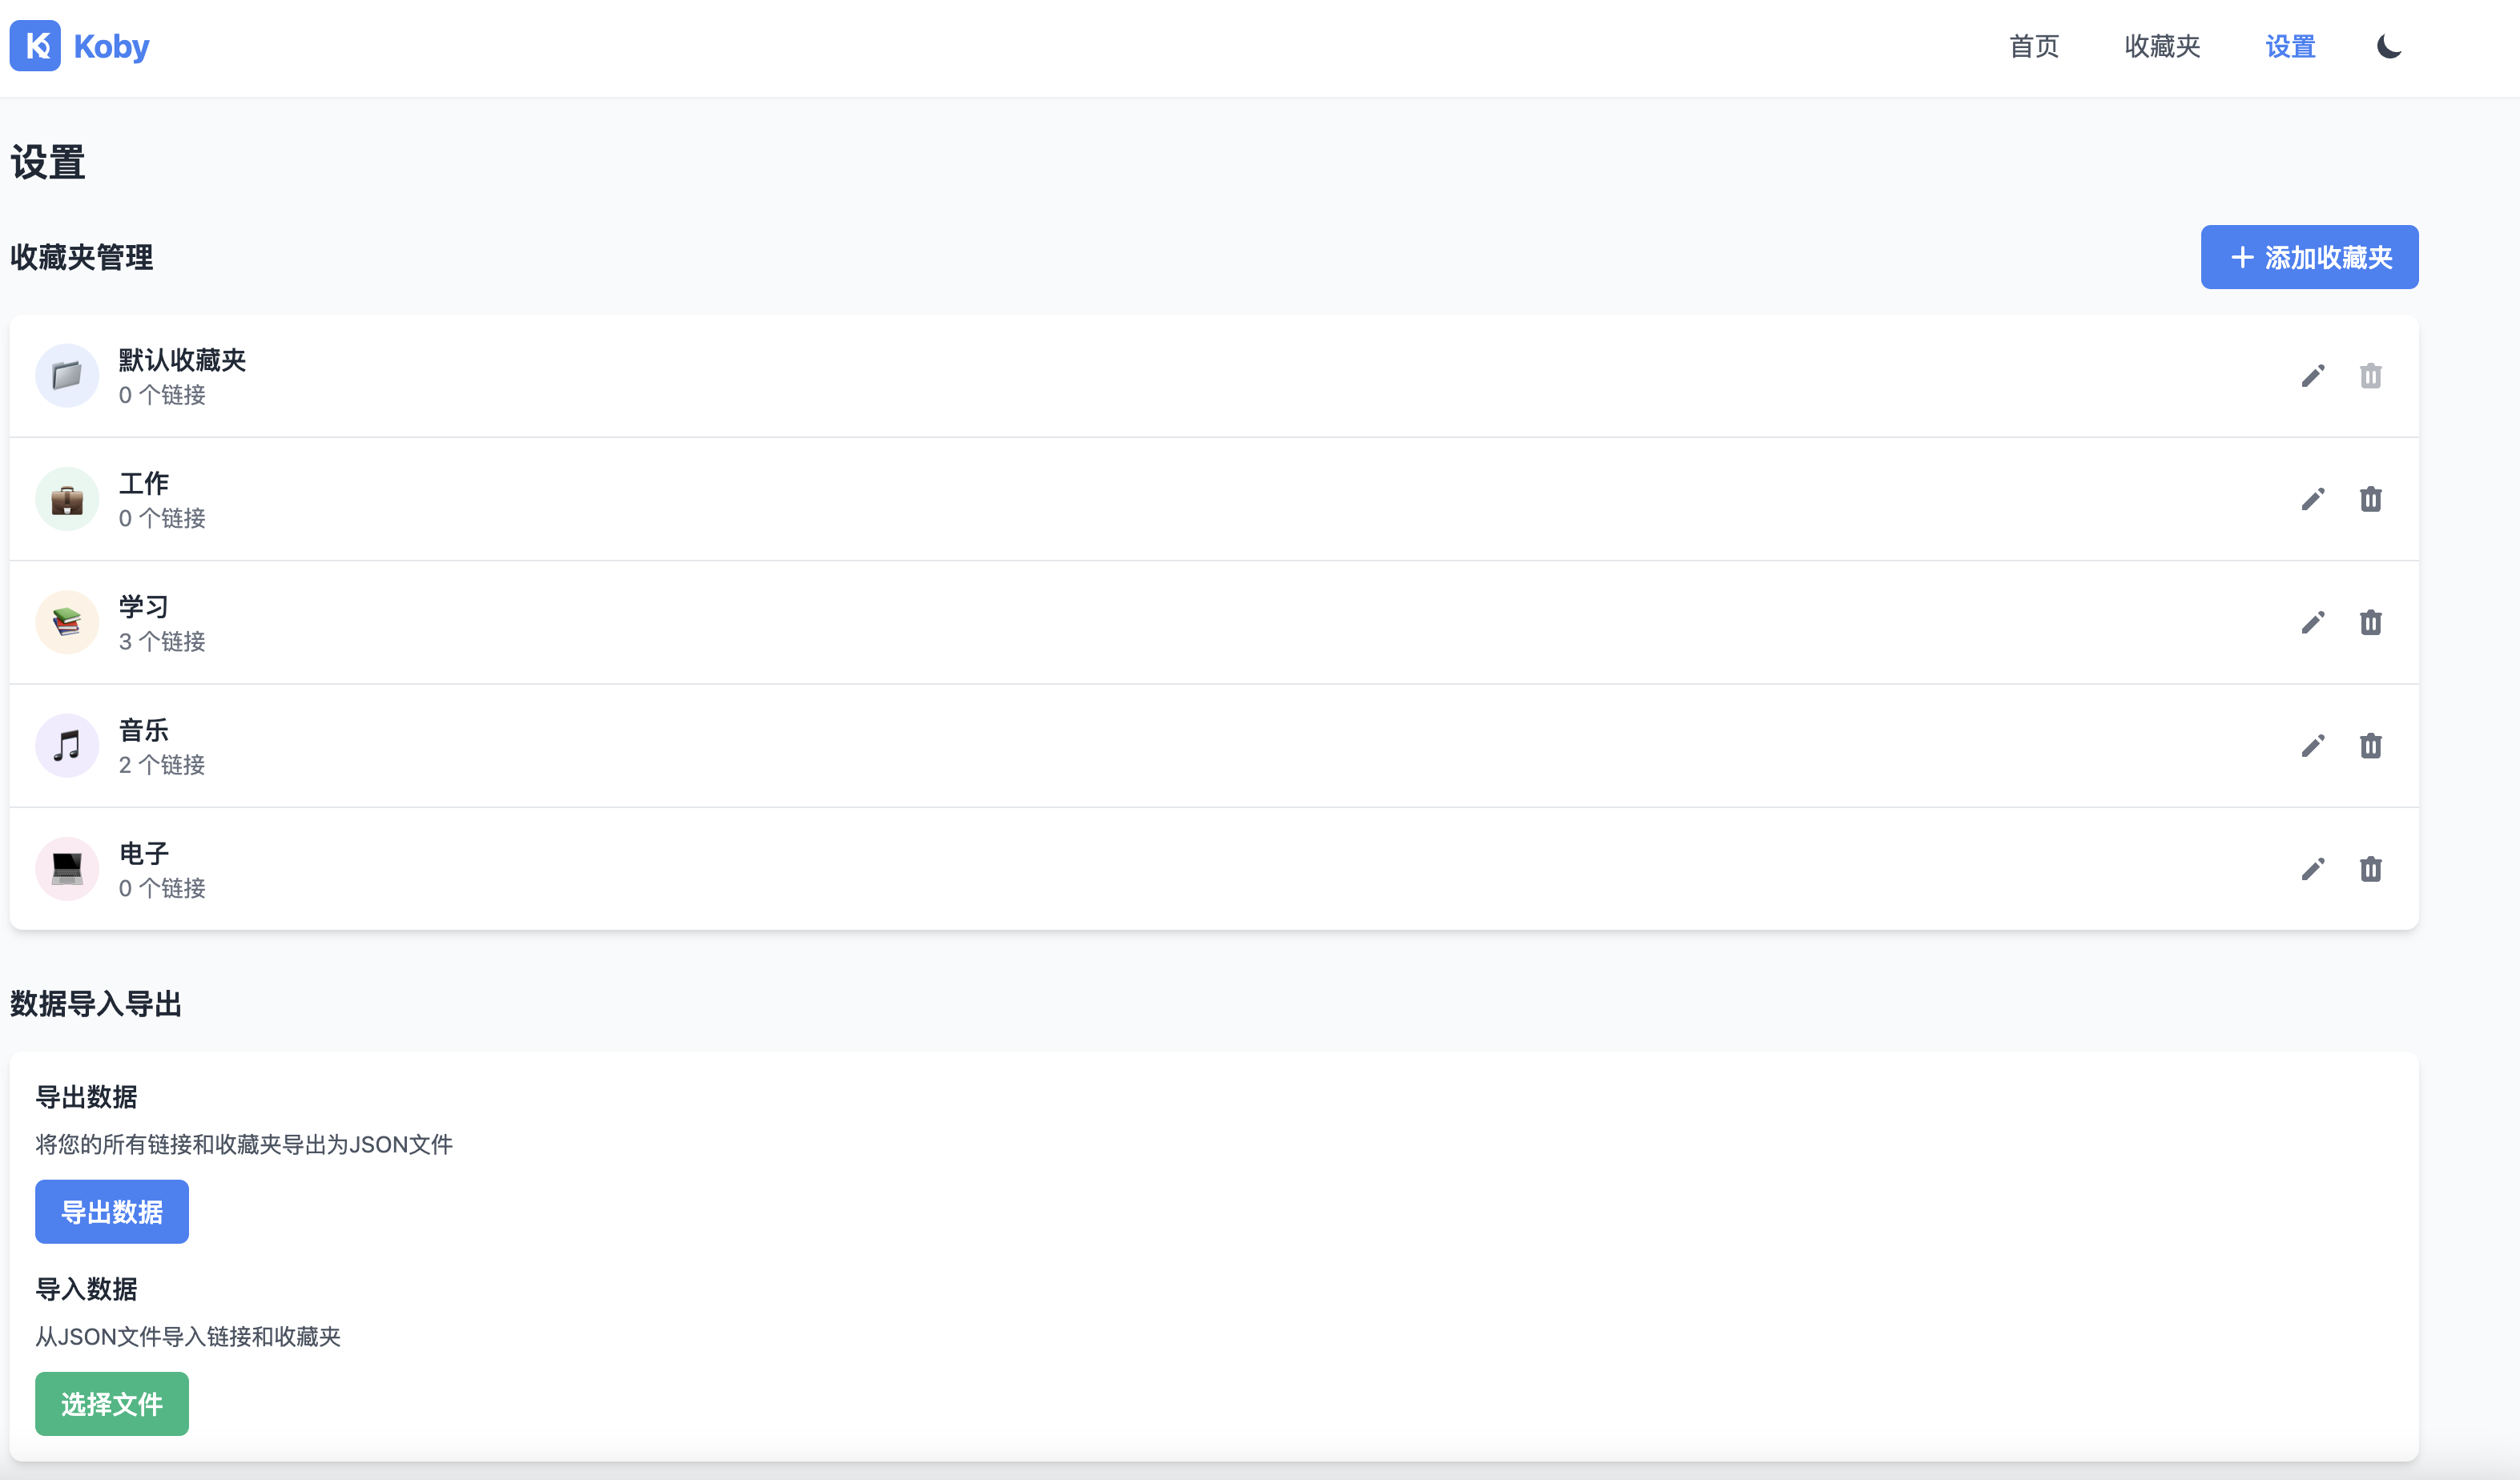 Koby
首页 收藏夹 设置
设置
收藏夹管理
添加收藏夹
默认收藏夹
0 个链接
工作
0 个链接
学习
3 个链接
音乐
2 个链接
电子
0 个链接
数据导入导出
导出数据
将您的所有链接和收藏夹导出为JSON文件
导出数据
导入数据
从JSON文件导入链接和收藏夹
选择文件